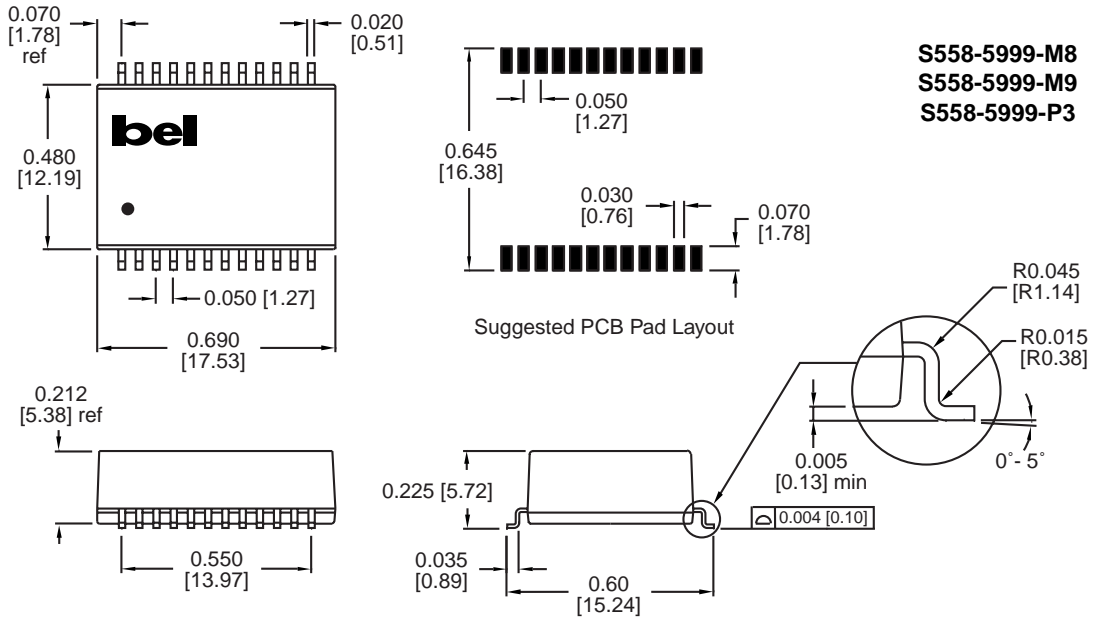 0.070
[1.78]
ref
0.020
[0.51]
bel
0.480
[12.19]
0.050 [1.27]
0.690
[17.53]
0.050
[1.27]
0.645
[16.38]
0.030
[0.76]
0.070
[1.78]
Suggested PCB Pad Layout
S558-5999-M8
S558-5999-M9
S558-5999-P3
R0.045
[R1.14]
R0.015
[R0.38]
0.005
[0.13] min
0°- 5°
0.212
[5.38] ref
0.550
[13.97]
0.225 [5.72]
0.035
[0.89]
0.60
[15.24]
0.004 [0.10]